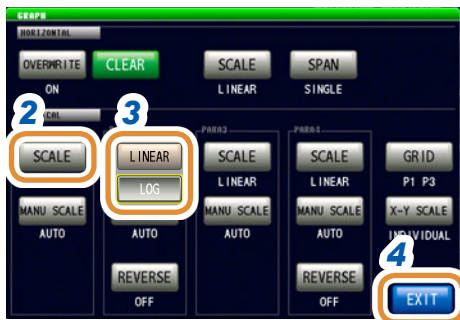 GRAPH
HORIZONTAL
OVERWRITE CLEAR SCALE SPAN
ON LINEAR SINGLE
2 3
CAL
PARA3 PARA4
SCALE LINEAR SCALE SCALE GRID
LOG LINEAR LINEAR P1 P3
MANU SCALE MANU SCALE MANU SCALE X-Y SCALE
AUTO AUTO AUTO AUTO INDIVIDUAL
4
REVERSE REVERSE EXIT
OFF OFF